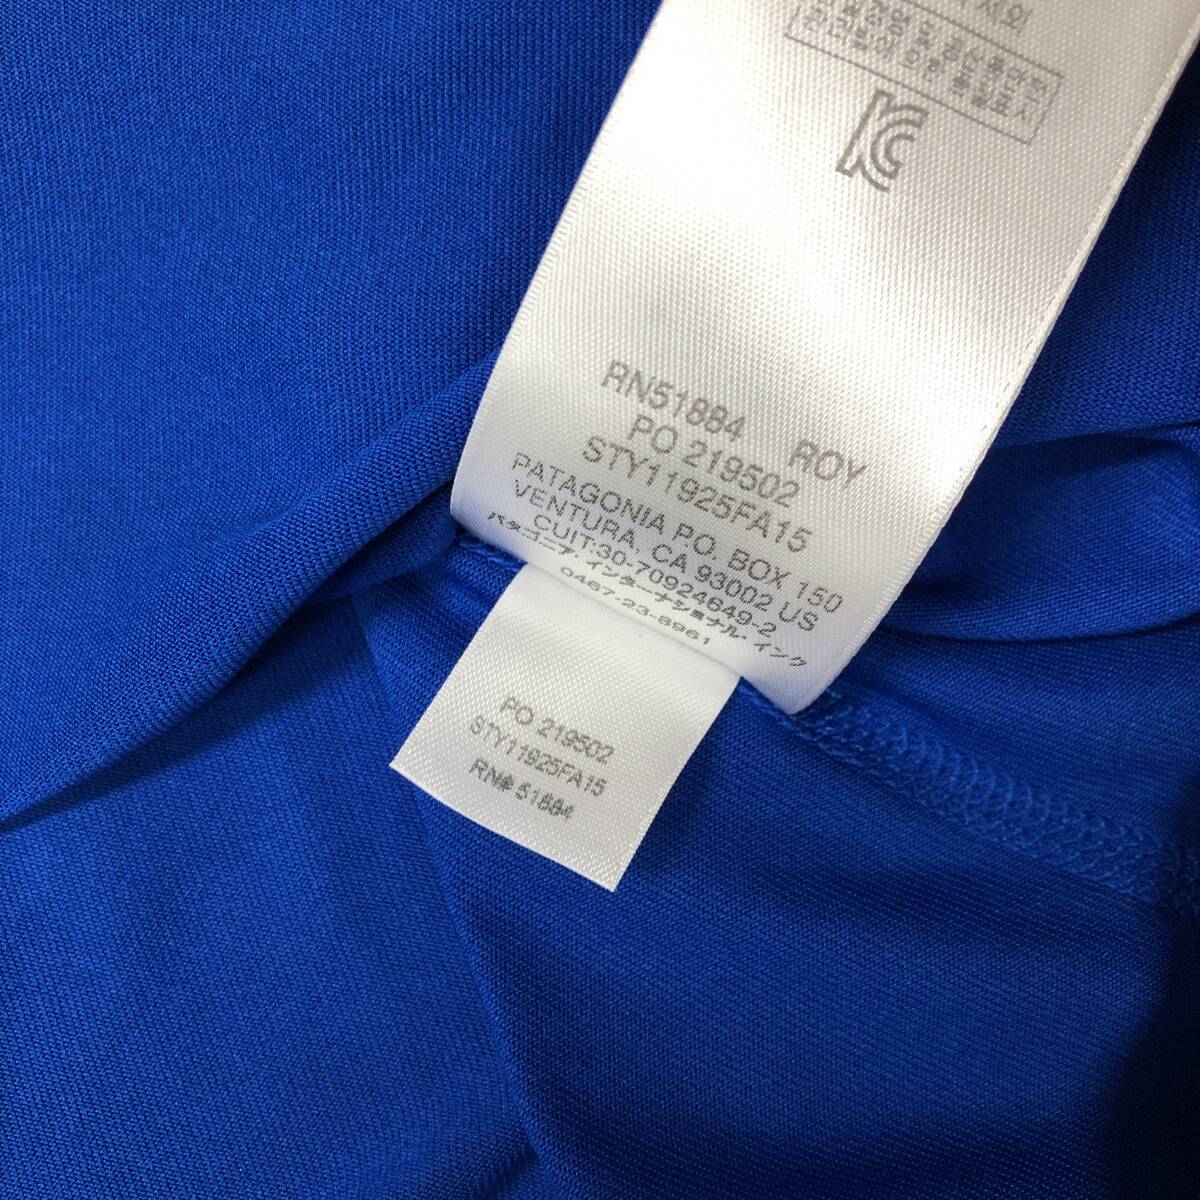 KC
RN51884 ROY
PO 219502
STY11925FA15
PATAGONIA P.O. BOX 150
VENTURA, CA 93002 US
CUIT:30-70924649-2
パタゴニア・インターナショナル・インク
0467-23-8961
PO 219502
STY11925FA15
RN# 51884